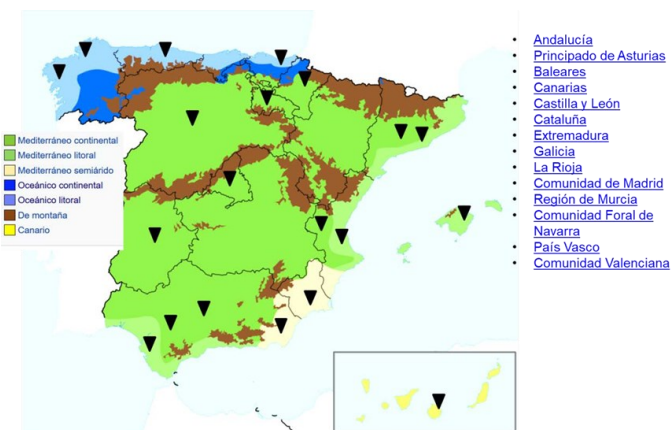 Mediterráneo continental
Mediterráneo litoral
Mediterráneo semiárido
Oceánico continental
Oceánico litoral
De montaña
Canario
• Andalucía
• Principado de Asturias
• Baleares
• Canarias
• Castilla y León
• Cataluña
• Extremadura
• Galicia
• La Rioja
• Comunidad de Madrid
• Región de Murcia
• Comunidad Foral de
Navarra
• País Vasco
• Comunidad Valenciana